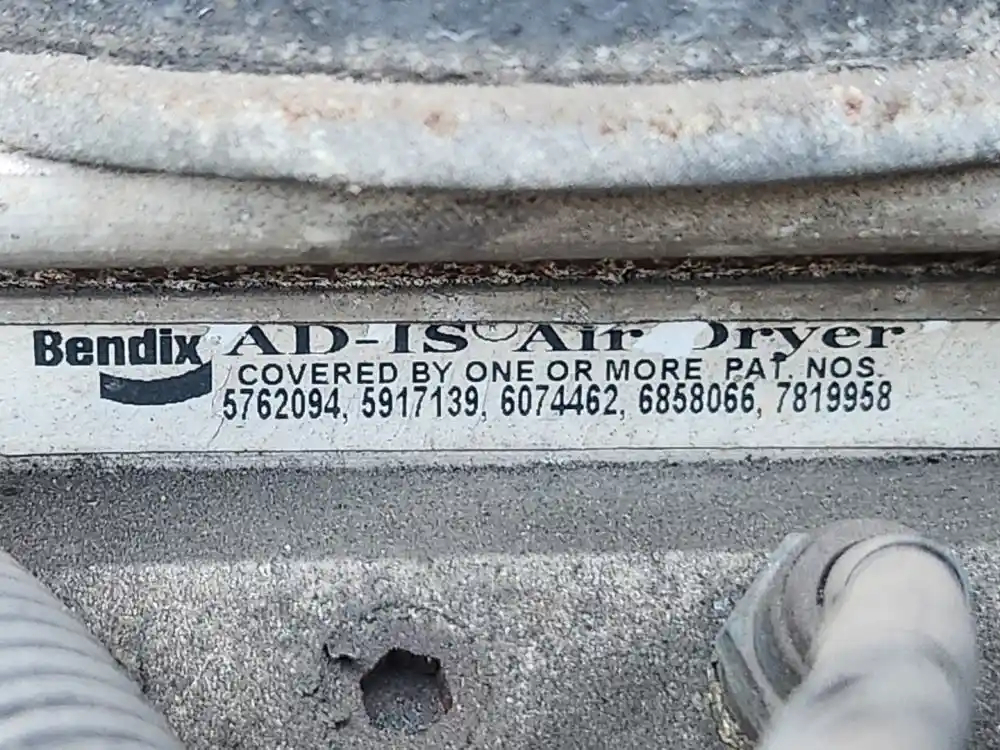 Bendix AD-IS® Air Dryer
COVERED BY ONE OR MORE PAT. NOS.
5762094, 5917139, 6074462, 6858066, 7819958